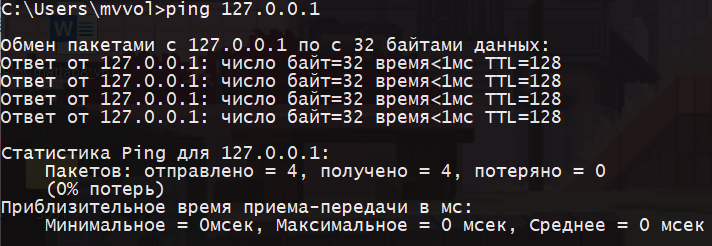 C:\Users\mvvol>ping 127.0.0.1
Обмен пакетами с 127.0.0.1 по с 32 байтами данных:
Ответ от 127.0.0.1: число байт=32 время<1мс TTL=128
Ответ от 127.0.0.1: число байт=32 время<1мс TTL=128
Ответ от 127.0.0.1: число байт=32 время<1мс TTL=128
Ответ от 127.0.0.1: число байт=32 время<1мс TTL=128
Статистика Ping для 127.0.0.1:
Пакетов: отправлено = 4, получено = 4, потеряно = 0
(0% потерь)
Приблизительное время приема-передачи в мс:
Минимальное = 0мсек, Максимальное = 0 мсек, Среднее = 0 мсек